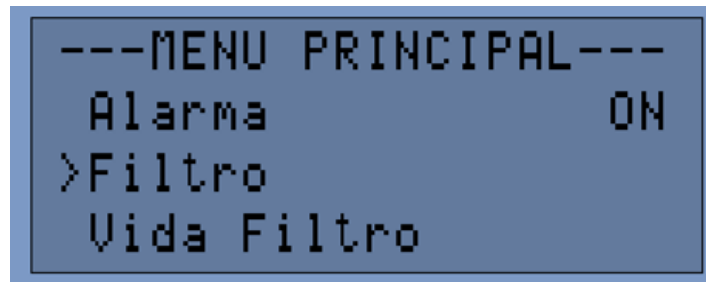 ---MENU PRINCIPAL---
Alarma ON
>Filtro
Vida Filtro